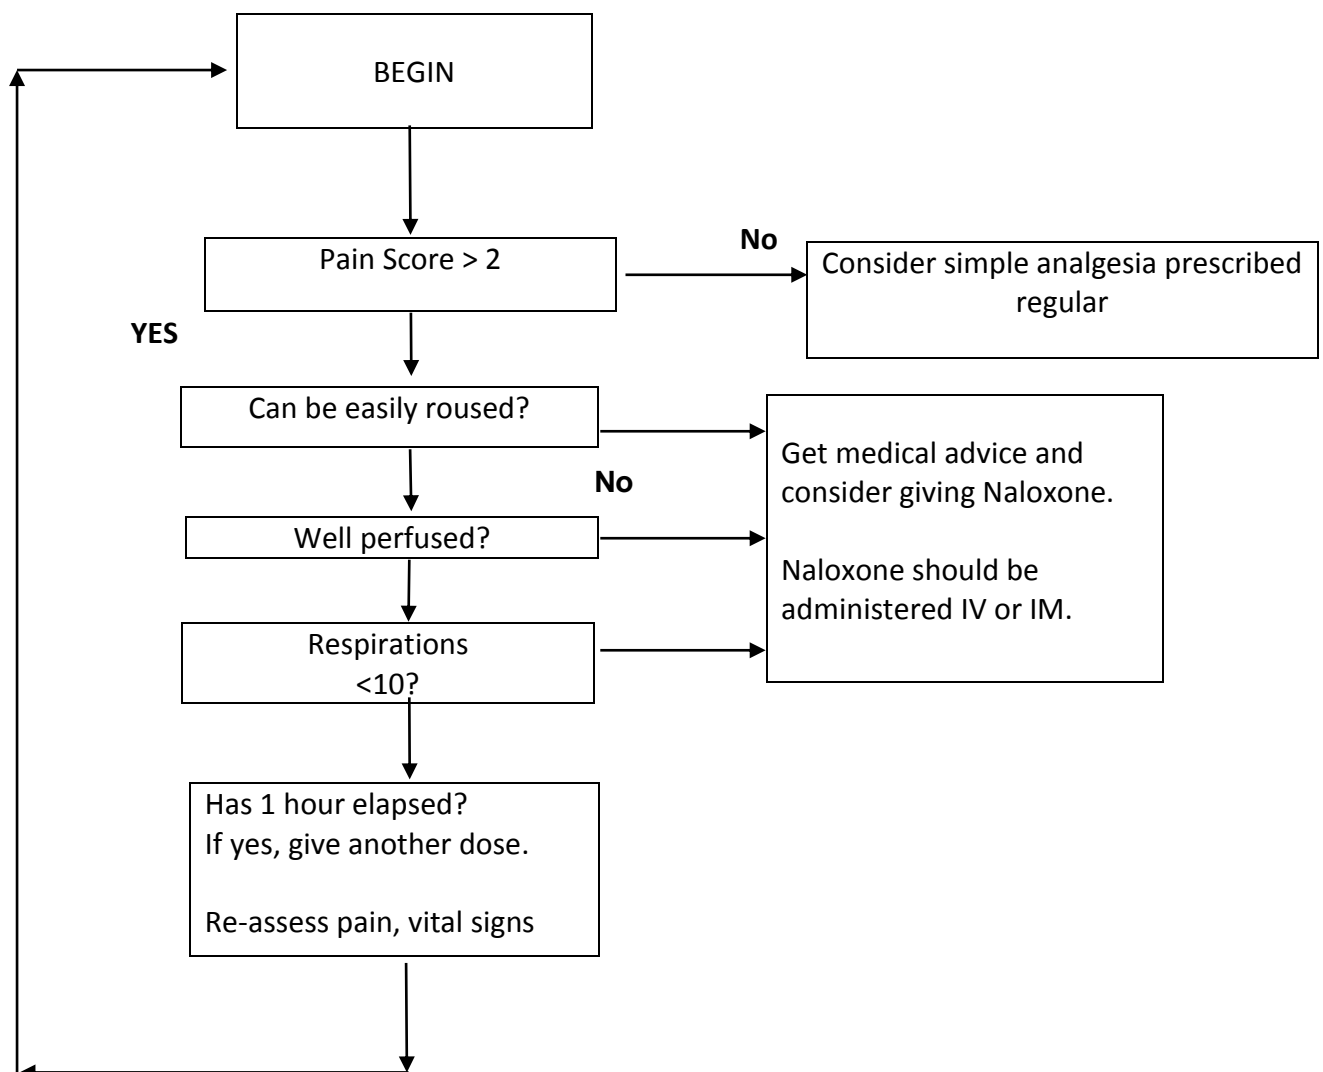 BEGIN
Pain Score > 2
No
Consider simple analgesia prescribed
regular
YES
Can be easily roused?
Get medical advice and
consider giving Naloxone.
No
Well perfused?
Naloxone should be
administered IV or IM.
Respirations
<10?
Has 1 hour elapsed?
If yes, give another dose.
Re-assess pain, vital signs